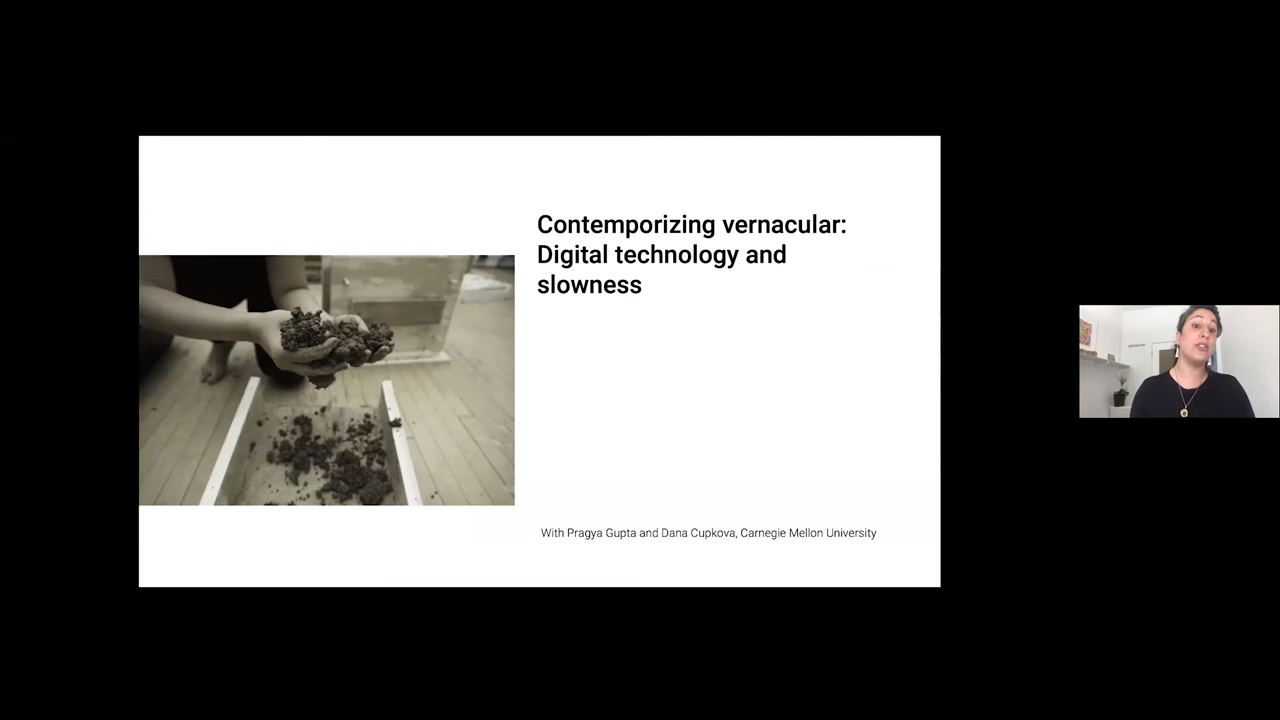 Contemporizing vernacular:
Digital technology and
slowness
With Pragya Gupta and Dana Cupkova, Carnegie Mellon University